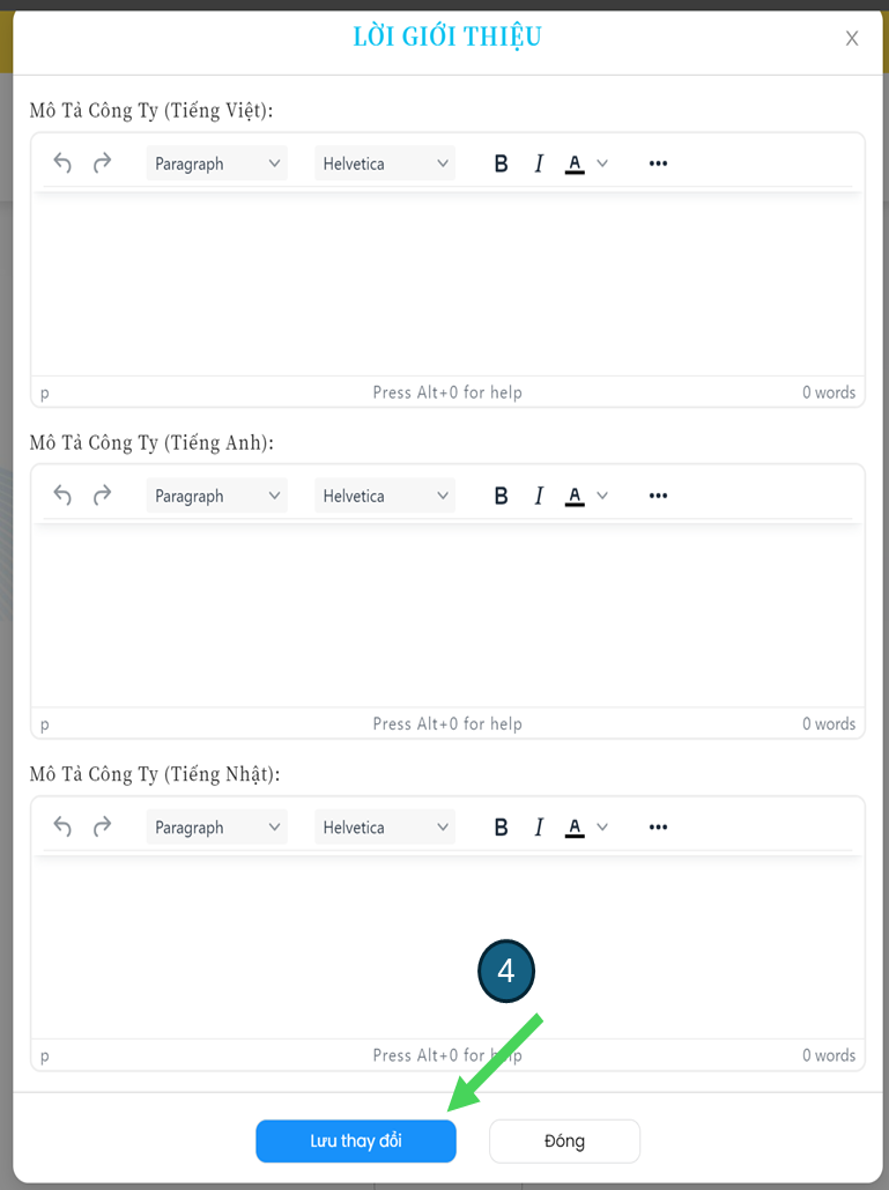 LỜI GIỚI THIỆU
X
Mô Tả Công Ty (Tiếng Việt):
Paragraph Helvetica B I A
p Press Alt+0 for help 0 words
Mô Tả Công Ty (Tiếng Anh):
Paragraph Helvetica B I A
p Press Alt+0 for help 0 words
Mô Tả Công Ty (Tiếng Nhật):
Paragraph Helvetica B I A
4
p Press Alt+0 for help 0 words
Lưu thay đổi Đóng